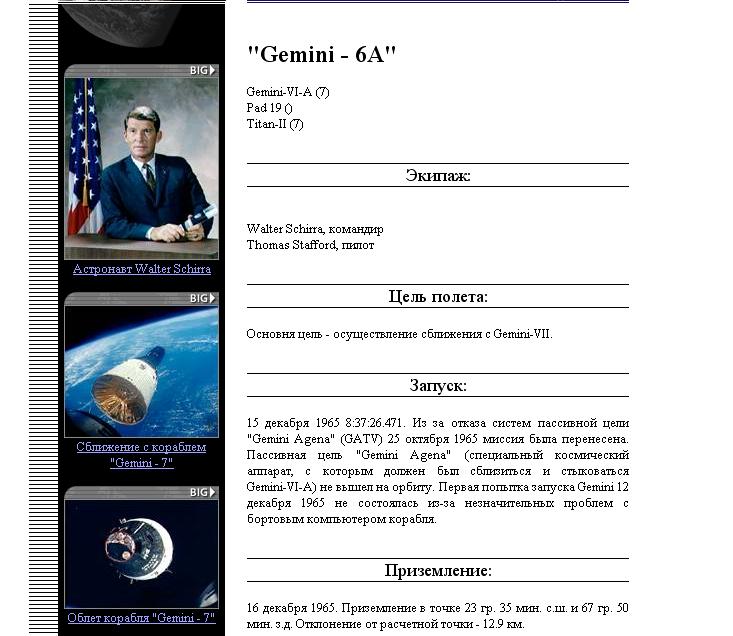 "Gemini - 6A"
Gemini-VI-A (7)
Pad 19 ()
Titan-II (7)
Экипаж:
Walter Schirra, командир
Thomas Stafford, пилот
Цель полета:
Основня цель - осуществление сближения с Gemini-VII.
Запуск:
15 декабря 1965 8:37:26.471. Из за отказа систем пассивной цели
"Gemini Agena" (GATV) 25 октября 1965 миссия была перенесена.
Пассивная цель "Gemini Agena" (специальный космический
аппарат, с которым должен был сблизиться и стыковаться
Gemini-VI-A) не вышел на орбиту. Первая попытка запуска Gemini 12
декабря 1965 не состоялась из-за незначительных проблем с
бортовым компьютером корабля.
Приземление:
16 декабря 1965. Приземление в точке 23 гр. 35 мин. с.ш. и 67 гр. 50
мин. з.д. Отклонение от расчетной точки - 12.9 км.
BIG
Астронавт Walter Schirra
BIG
Сближение с кораблем
"Gemini - 7"
BIG
Облет корабля "Gemini - 7"